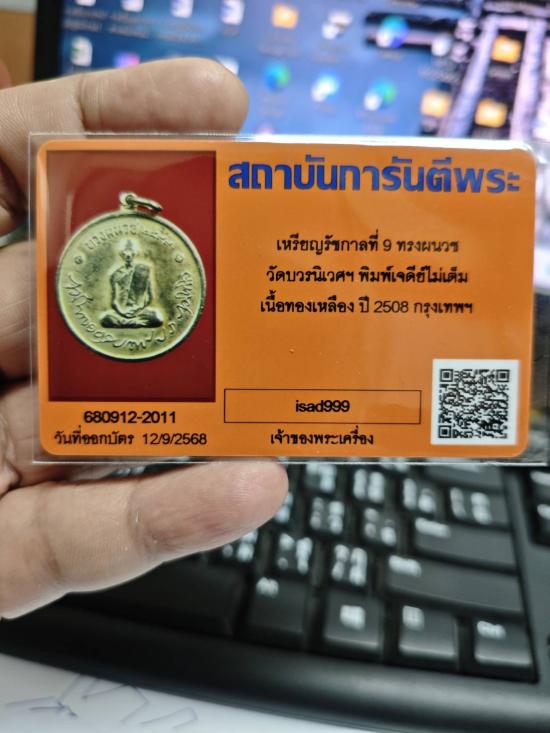 สถาบันการันตีพระ
เหรียญรัชกาลที่ 9 ทรงผนวช
วัดบวรนิเวศฯ พิมพ์เจดีย์ไม่เต็ม
เนื้อทองเหลือง ปี 2508 กรุงเทพฯ
isad999
เจ้าของพระเครื่อง
680912-2011
วันที่ออกบัตร 12/9/2568